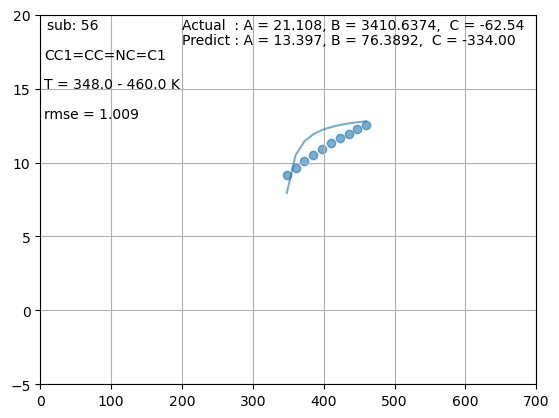 sub: 56
Actual  : A = 21.108, B = 3410.6374,  C = -62.54
Predict : A = 13.397, B = 76.3892,  C = -334.00
CC1=CC=NC=C1
T = 348.0 - 460.0 K
rmse = 1.009
20
15
10
5
0
−5
0 100 200 300 400 500 600 700